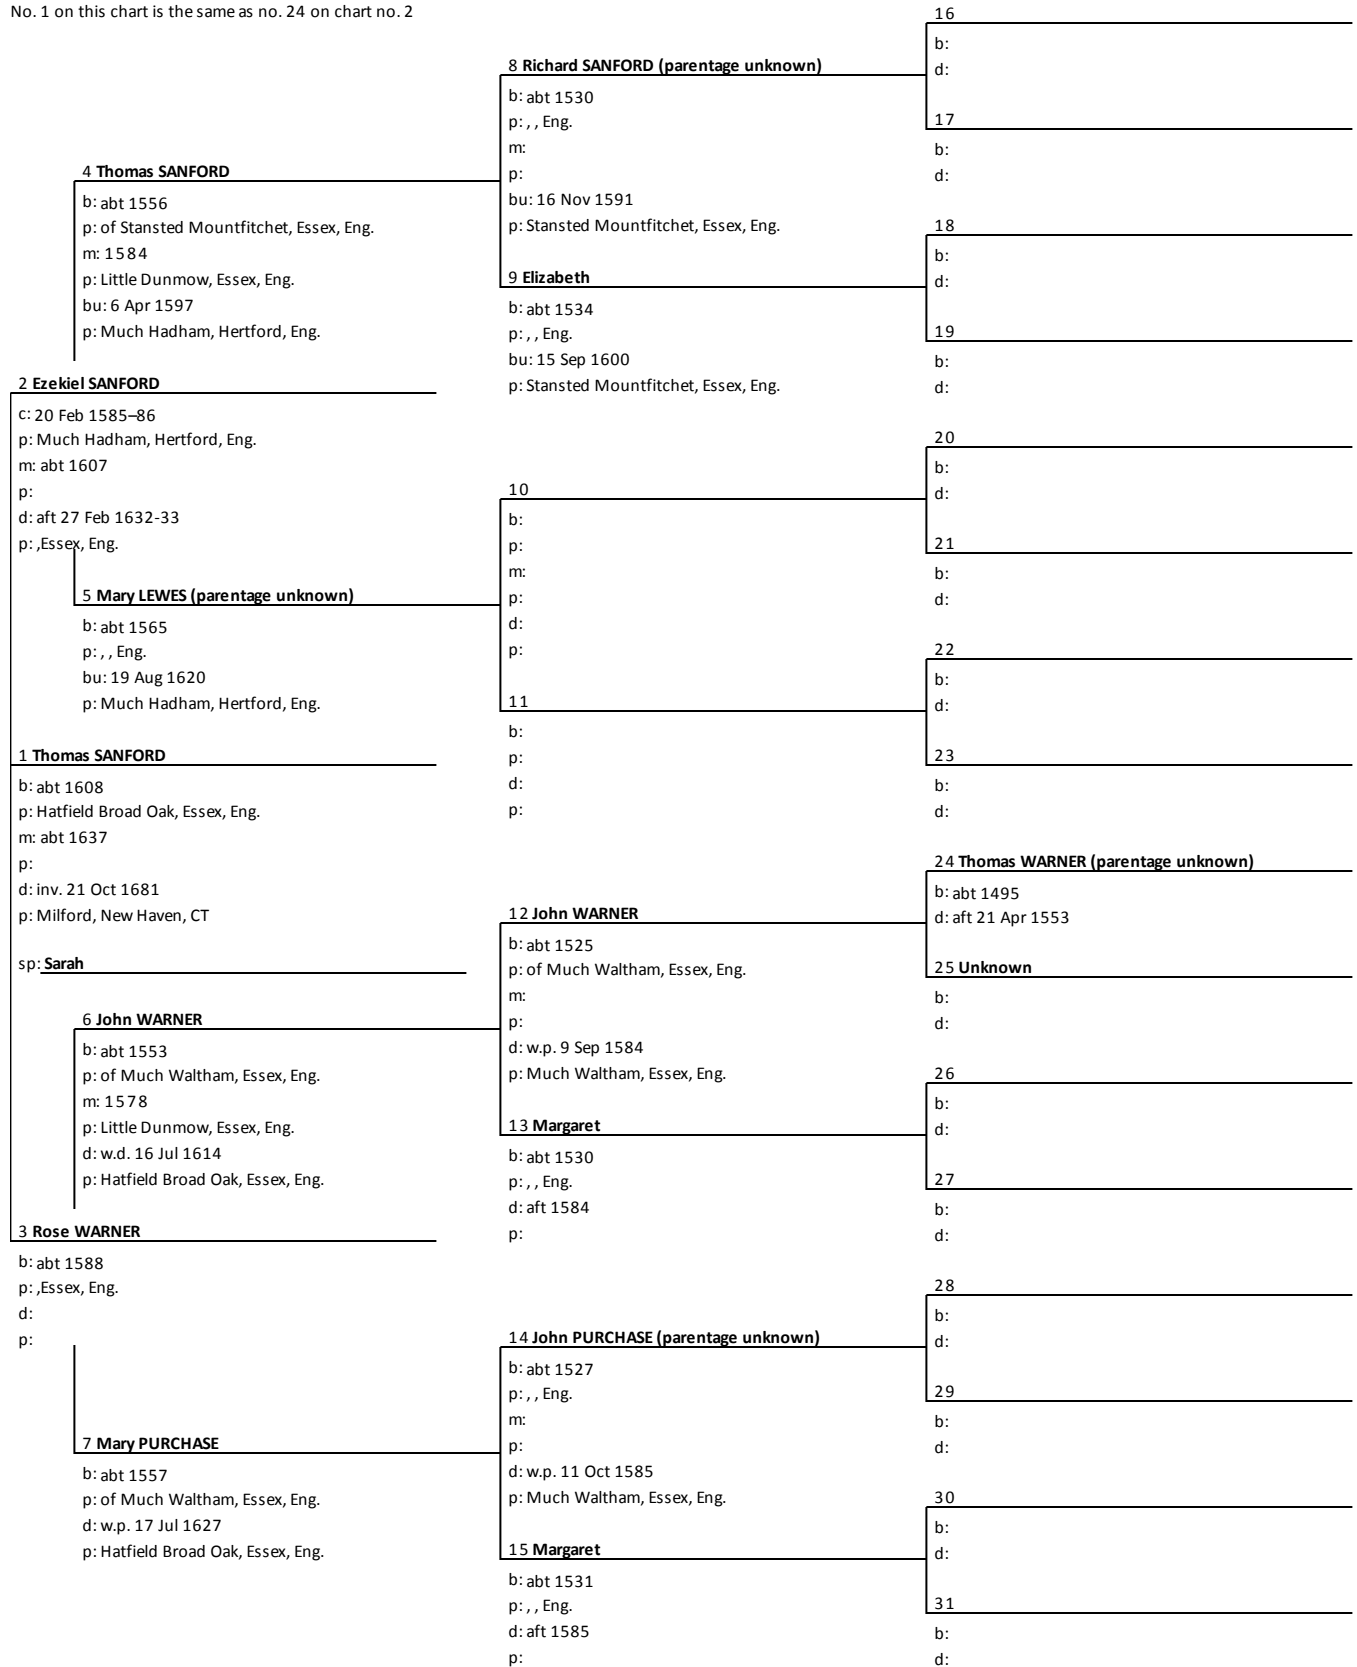 No. 1 on this chart is the same as no. 24 on chart no. 2
16
b:
d:
8 Richard SANFORD (parentage unknown)
b: abt 1530
p: , , Eng.
m:
p:
bu: 16 Nov 1591
p: Stansted Mountfitchet, Essex, Eng.
17
b:
d:
4 Thomas SANFORD
b: abt 1556
p: of Stansted Mountfitchet, Essex, Eng.
m: 1584
p: Little Dunmow, Essex, Eng.
bu: 6 Apr 1597
p: Much Hadham, Hertford, Eng.
18
b:
d:
9 Elizabeth
b: abt 1534
p: , , Eng.
bu: 15 Sep 1600
p: Stansted Mountfitchet, Essex, Eng.
19
b:
d:
2 Ezekiel SANFORD
c: 20 Feb 1585–86
p: Much Hadham, Hertford, Eng.
m: abt 1607
p:
d: aft 27 Feb 1632-33
p: ,Essex, Eng.
20
b:
d:
10
b:
p:
m:
p:
d:
p:
21
b:
d:
5 Mary LEWES (parentage unknown)
b: abt 1565
p: , , Eng.
bu: 19 Aug 1620
p: Much Hadham, Hertford, Eng.
22
b:
d:
11
b:
p:
d:
p:
23
b:
d:
1 Thomas SANFORD
b: abt 1608
p: Hatfield Broad Oak, Essex, Eng.
m: abt 1637
p:
d: inv. 21 Oct 1681
p: Milford, New Haven, CT
sp: Sarah
24 Thomas WARNER (parentage unknown)
b: abt 1495
d: aft 21 Apr 1553
12 John WARNER
b: abt 1525
p: of Much Waltham, Essex, Eng.
m:
p:
d: w.p. 9 Sep 1584
p: Much Waltham, Essex, Eng.
25 Unknown
b:
d:
6 John WARNER
b: abt 1553
p: of Much Waltham, Essex, Eng.
m: 1578
p: Little Dunmow, Essex, Eng.
d: w.d. 16 Jul 1614
p: Hatfield Broad Oak, Essex, Eng.
26
b:
d:
13 Margaret
b: abt 1530
p: , , Eng.
d: aft 1584
p:
27
b:
d:
3 Rose WARNER
b: abt 1588
p: ,Essex, Eng.
d:
p:
28
b:
d:
14 John PURCHASE (parentage unknown)
b: abt 1527
p: , , Eng.
m:
p:
d: w.p. 11 Oct 1585
p: Much Waltham, Essex, Eng.
29
b:
d:
7 Mary PURCHASE
b: abt 1557
p: of Much Waltham, Essex, Eng.
d: w.p. 17 Jul 1627
p: Hatfield Broad Oak, Essex, Eng.
30
b:
d:
15 Margaret
b: abt 1531
p: , , Eng.
d: aft 1585
p:
31
b:
d: